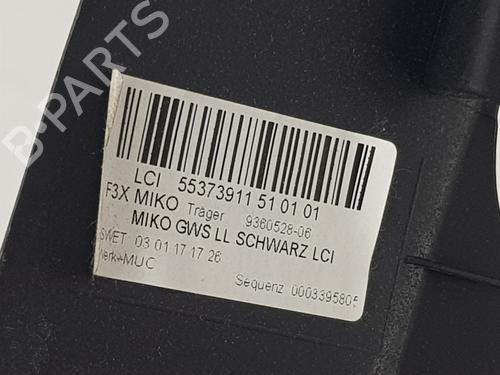 B-PARTS
LCI 55373911 51 01 01
F3X MIKO Träger 9360528-06
MIKO GWS LL SCHWARZ LCI
SWET 03 01 17 17 26
Werk-MUC
Sequenz 0003395805